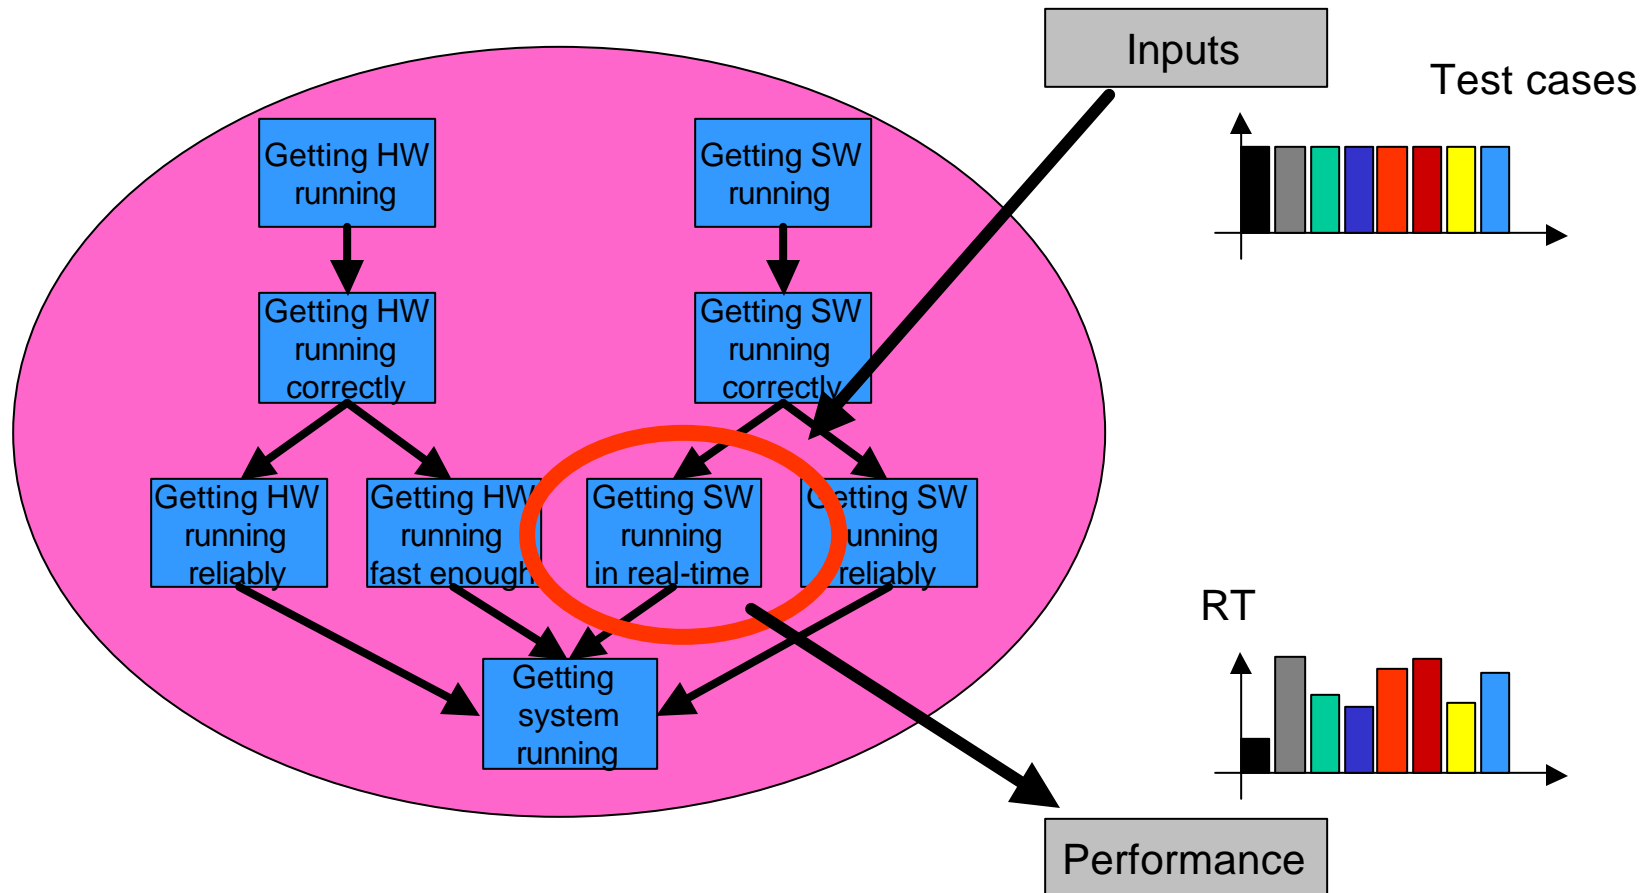 Inputs
Test cases
Getting HW
running
Getting SW
running
Getting HW
running
correctly
Getting SW
running
correctly
Getting HW
running
reliably
Getting HW
running
fast enough
Getting SW
running
in real-time
Getting SW
running
reliably
RT
Getting
system
running
Performance